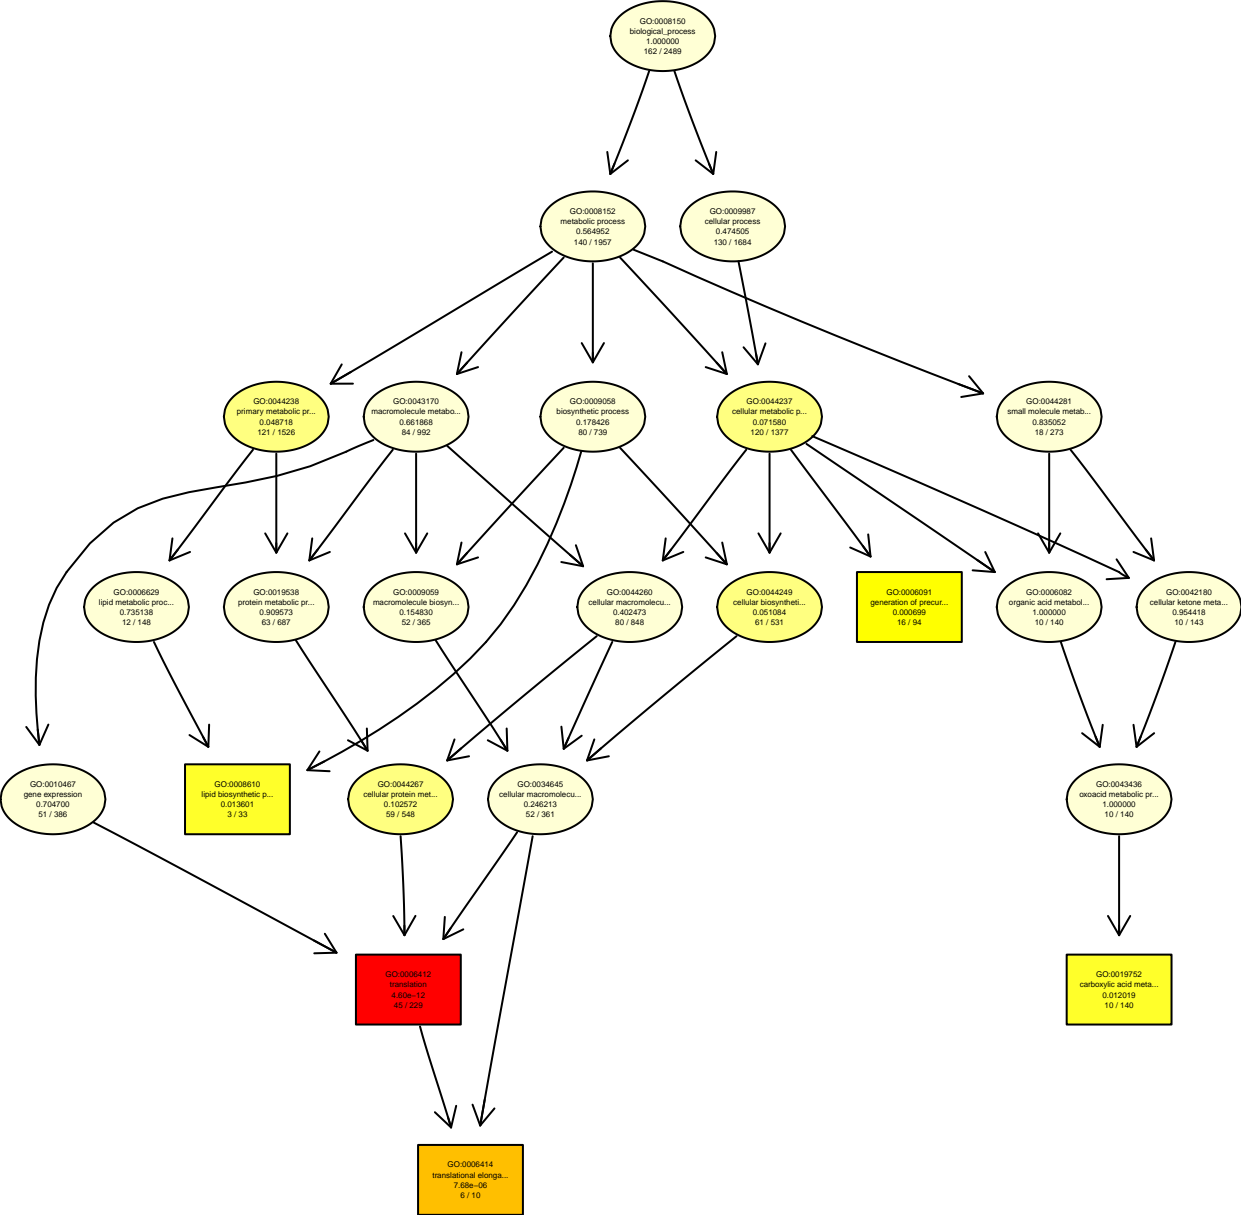 GO:0008150
biological_process
1.000000
162 / 2489
GO:0008152
metabolic process
0.564952
140 / 1957
GO:0009987
cellular process
0.474505
130 / 1684
GO:0044238
primary metabolic pr...
0.048718
121 / 1526
GO:0043170
macromolecule metabo...
0.661868
84 / 992
GO:0009058
biosynthetic process
0.178426
80 / 739
GO:0044237
cellular metabolic p...
0.071580
120 / 1377
GO:0044281
small molecule metab...
0.835052
18 / 273
GO:0006629
lipid metabolic proc...
0.735138
12 / 148
GO:0019538
protein metabolic pr...
0.909573
63 / 687
GO:0009059
macromolecule biosyn...
0.154830
52 / 365
GO:0044260
cellular macromolecu...
0.402473
80 / 848
GO:0044249
cellular biosyntheti...
0.051084
61 / 531
GO:0006091
generation of precur...
0.000699
16 / 94
GO:0006082
organic acid metabol...
1.000000
10 / 140
GO:0042180
cellular ketone meta...
0.954418
10 / 143
GO:0010467
gene expression
0.704700
51 / 386
GO:0008610
lipid biosynthetic p...
0.013601
3 / 33
GO:0044267
cellular protein met...
0.102572
59 / 548
GO:0034645
cellular macromolecu...
0.246213
52 / 361
GO:0043436
oxoacid metabolic pr...
1.000000
10 / 140
GO:0006412
translation
4.60e−12
45 / 229
GO:0019752
carboxylic acid meta...
0.012019
10 / 140
GO:0006414
translational elonga...
7.68e−06
6 / 10